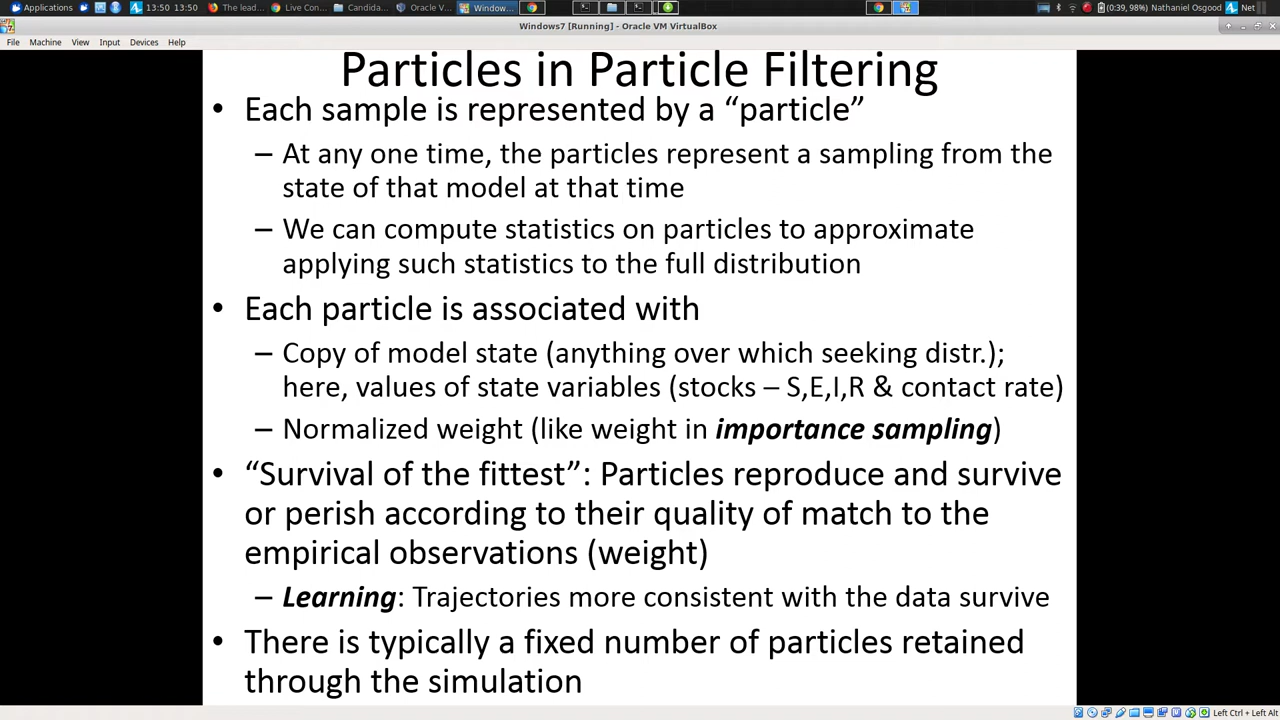 Applications 13:50 13:50 The lead... Live Con... Candida... Oracle V... Window... (0:39, 98%) Nathaniel Osgood Net
Windows7 [Running] - Oracle VM VirtualBox
File Machine View Input Devices Help
Particles in Particle Filtering
• Each sample is represented by a “particle”
– At any one time, the particles represent a sampling from the
state of that model at that time
– We can compute statistics on particles to approximate
applying such statistics to the full distribution
• Each particle is associated with
– Copy of model state (anything over which seeking distr.);
here, values of state variables (stocks – S,E,I,R & contact rate)
– Normalized weight (like weight in importance sampling)
• “Survival of the fittest”: Particles reproduce and survive
or perish according to their quality of match to the
empirical observations (weight)
– Learning: Trajectories more consistent with the data survive
• There is typically a fixed number of particles retained
through the simulation
Left Ctrl + Left Alt